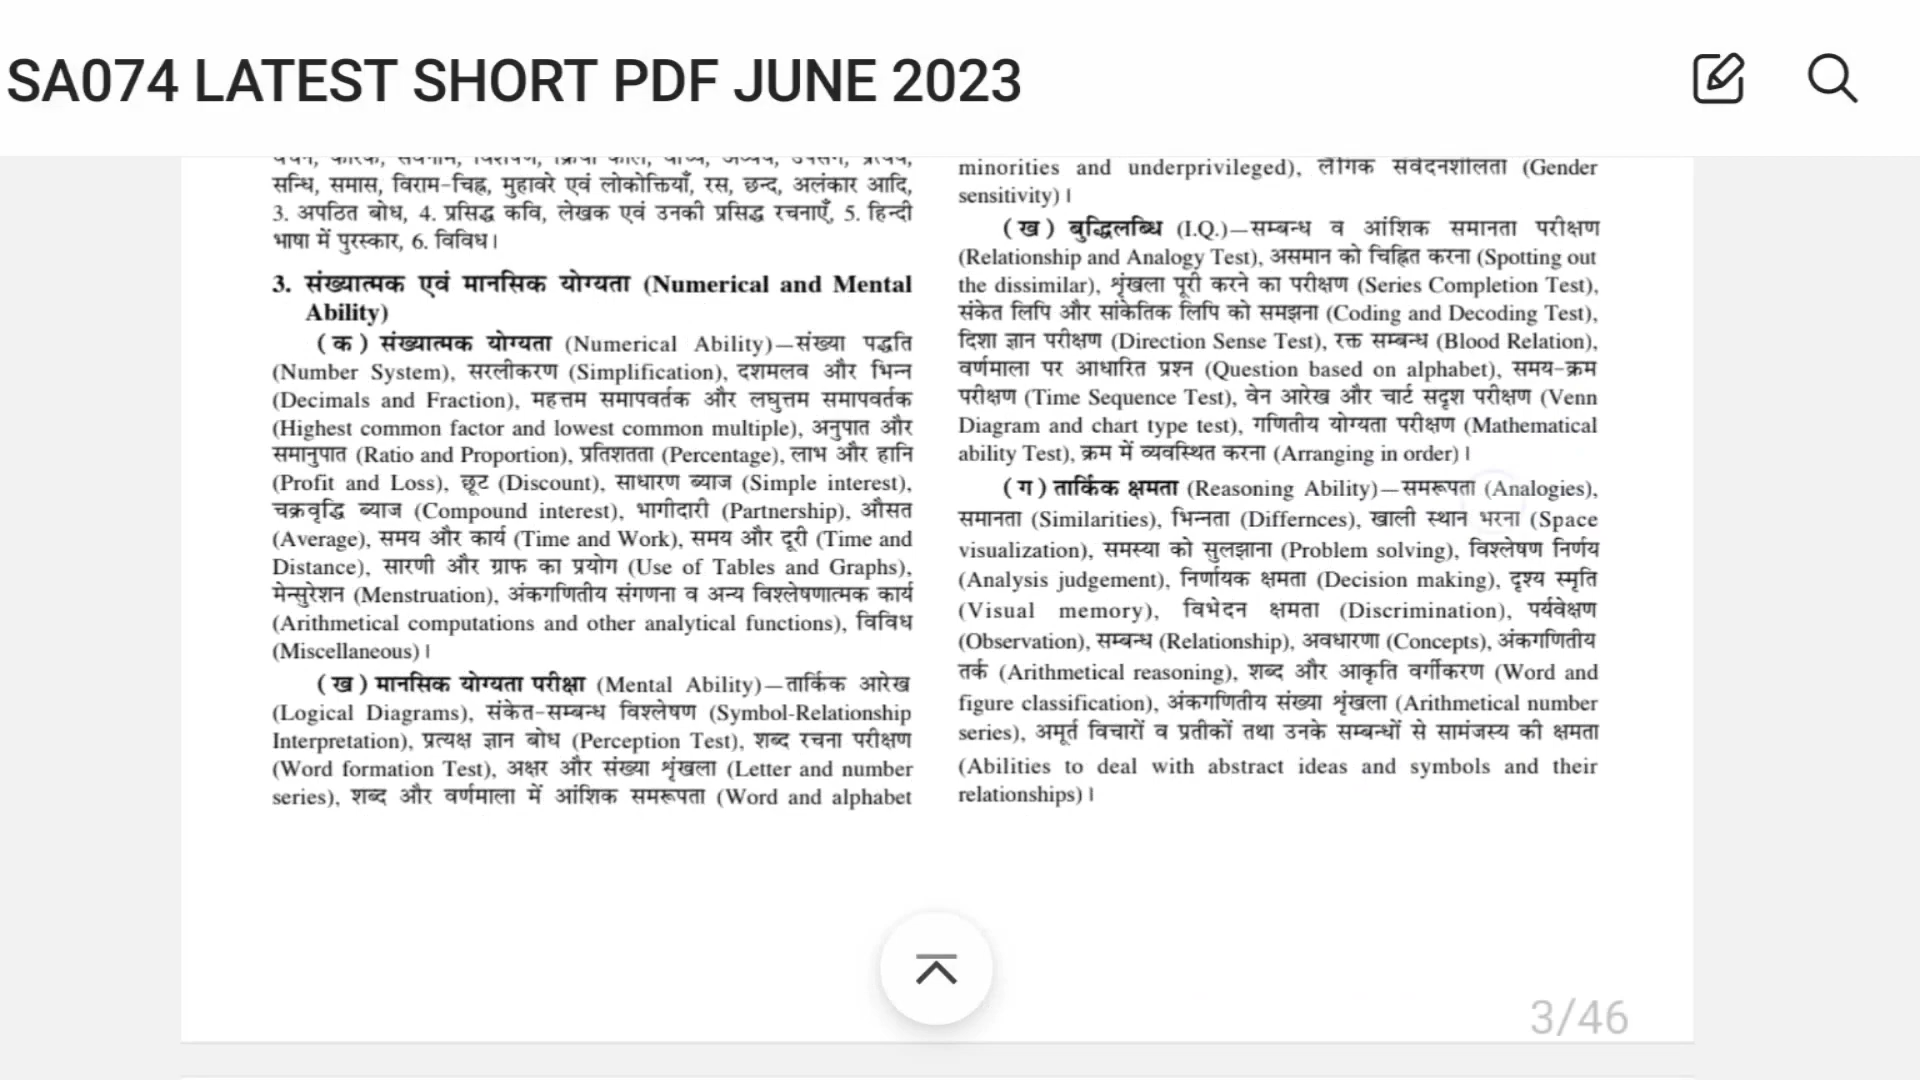 SA074 LATEST SHORT PDF JUNE 2023
वचन, कारक, सर्वनाम, विशेषण, क्रिया काल, वाच्य, अव्यय, उपसर्ग, प्रत्यय,
सन्धि, समास, विराम-चिह्न, मुहावरे एवं लोकोक्तियाँ, रस, छन्द, अलंकार आदि,
3. अपठित बोध, 4. प्रसिद्ध कवि, लेखक एवं उनकी प्रसिद्ध रचनाएँ, 5. हिन्दी
भाषा में पुरस्कार, 6. विविध।
3. संख्यात्मक एवं मानसिक योग्यता (Numerical and Mental
Ability)
(क) संख्यात्मक योग्यता (Numerical Ability)—संख्या पद्धति
(Number System), सरलीकरण (Simplification), दशमलव और भिन्न
(Decimals and Fraction), महत्तम समापवर्तक और लघुत्तम समापवर्तक
(Highest common factor and lowest common multiple), अनुपात और
समानुपात (Ratio and Proportion), प्रतिशतता (Percentage), लाभ और हानि
(Profit and Loss), छूट (Discount), साधारण ब्याज (Simple interest),
चक्रवृद्धि ब्याज (Compound interest), भागीदारी (Partnership), औसत
(Average), समय और कार्य (Time and Work), समय और दूरी (Time and
Distance), सारणी और ग्राफ का प्रयोग (Use of Tables and Graphs),
मेन्सुरेशन (Menstruation), अंकगणितीय संगणना व अन्य विश्लेषणात्मक कार्य
(Arithmetical computations and other analytical functions), विविध
(Miscellaneous)।
(ख) मानसिक योग्यता परीक्षा (Mental Ability)—तार्किक आरेख
(Logical Diagrams), संकेत-सम्बन्ध विश्लेषण (Symbol-Relationship
Interpretation), प्रत्यक्ष ज्ञान बोध (Perception Test), शब्द रचना परीक्षण
(Word formation Test), अक्षर और संख्या शृंखला (Letter and number
series), शब्द और वर्णमाला में आंशिक समरूपता (Word and alphabet
minorities and underprivileged), लैंगिक संवेदनशीलता (Gender
sensitivity)।
(ख) बुद्धिलब्धि (I.Q.)—सम्बन्ध व आंशिक समानता परीक्षण
(Relationship and Analogy Test), असमान को चिह्नित करना (Spotting out
the dissimilar), शृंखला पूरी करने का परीक्षण (Series Completion Test),
संकेत लिपि और सांकेतिक लिपि को समझना (Coding and Decoding Test),
दिशा ज्ञान परीक्षण (Direction Sense Test), रक्त सम्बन्ध (Blood Relation),
वर्णमाला पर आधारित प्रश्न (Question based on alphabet), समय-क्रम
परीक्षण (Time Sequence Test), वेन आरेख और चार्ट सदृश परीक्षण (Venn
Diagram and chart type test), गणितीय योग्यता परीक्षण (Mathematical
ability Test), क्रम में व्यवस्थित करना (Arranging in order)।
(ग) तार्किक क्षमता (Reasoning Ability)—समरूपता (Analogies),
समानता (Similarities), भिन्नता (Differnces), खाली स्थान भरना (Space
visualization), समस्या को सुलझाना (Problem solving), विश्लेषण निर्णय
(Analysis judgement), निर्णायक क्षमता (Decision making), दृश्य स्मृति
(Visual memory), विभेदन क्षमता (Discrimination), पर्यवेक्षण
(Observation), सम्बन्ध (Relationship), अवधारणा (Concepts), अंकगणितीय
तर्क (Arithmetical reasoning), शब्द और आकृति वर्गीकरण (Word and
figure classification), अंकगणितीय संख्या शृंखला (Arithmetical number
series), अमूर्त विचारों व प्रतीकों तथा उनके सम्बन्धों से सामंजस्य की क्षमता
(Abilities to deal with abstract ideas and symbols and their
relationships)।
3/46